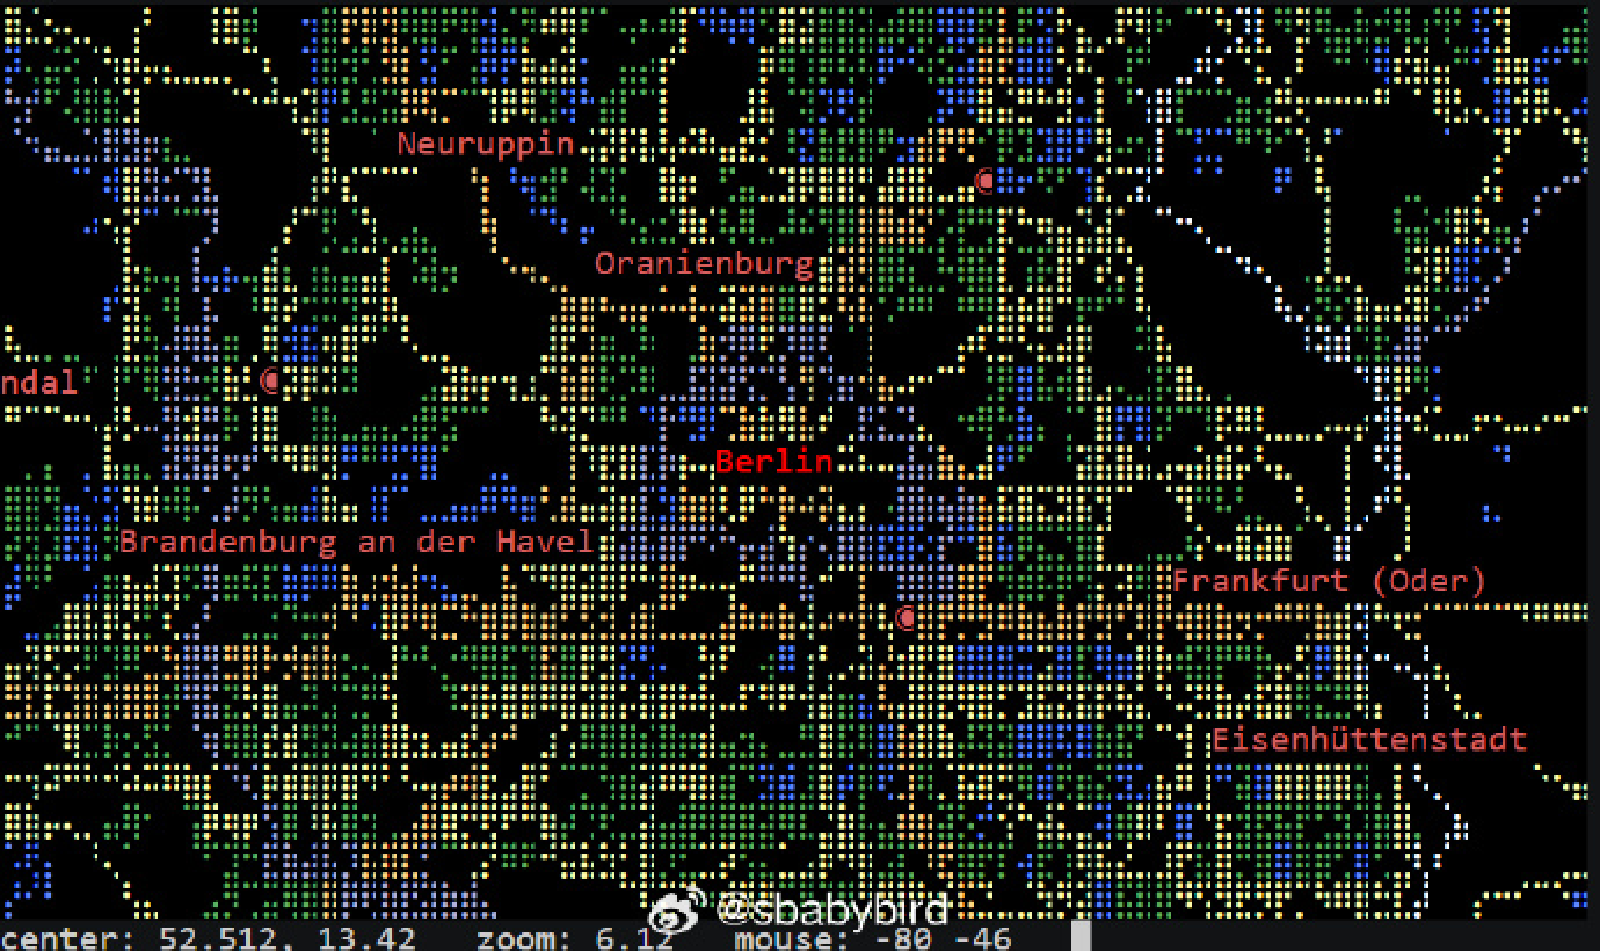 Neuruppin
Oranienburg
ndal
Berlin
Brandenburg an der Havel
Frankfurt (Oder)
Eisenhüttenstadt
@sbabybird
center: 52.512, 13.42 zoom: 6.12 mouse: -80 -46